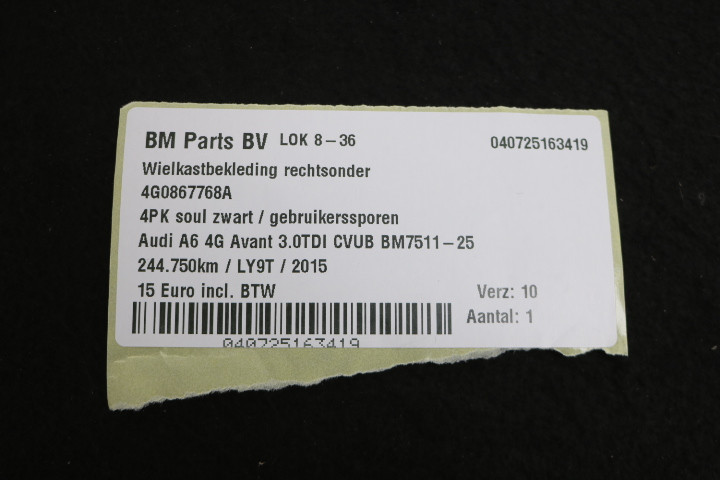 BM Parts BV LOK 8-36 040725163419
Wielkastbekleding rechtsonder
4G0867768A
4PK soul zwart / gebruikerssporen
Audi A6 4G Avant 3.0TDI CVUB BM7511-25
244.750km / LY9T / 2015
15 Euro incl. BTW Verz: 10
Aantal: 1
040725163419